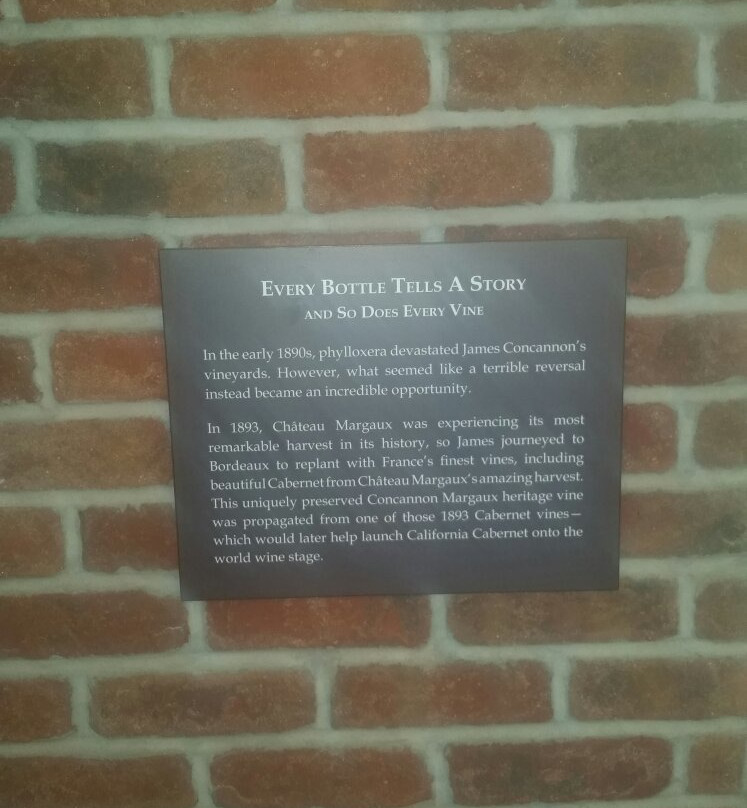 EVERY BOTTLE TELLS A STORY
AND SO DOES EVERY VINE
In the early 1890s, phylloxera devastated James Concannon's
vineyards. However, what seemed like a terrible reversal
instead became an incredible opportunity.
In 1893, Château Margaux was experiencing its most
remarkable harvest in its history, so James journeyed to
Bordeaux to replant with France's finest vines, including
beautiful Cabernet from Château Margaux's amazing harvest.
This uniquely preserved Concannon Margaux heritage vine
was propagated from one of those 1893 Cabernet vines—
which would later help launch California Cabernet onto the
world wine stage.